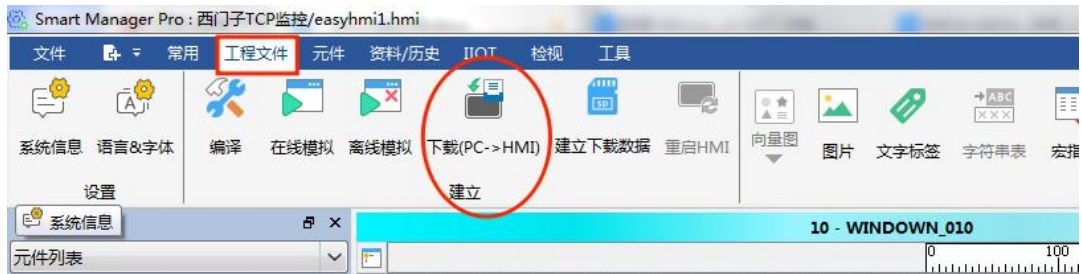 Smart Manager Pro : 西门子TCP监控/easyhmi1.hmi
文件 常用 工程文件 元件 资料/历史 IIOT 检视 工具
系统信息 语言&字体 编译 在线模拟 离线模拟 下载(PC->HMI) 建立下载数据 重启HMI 向量图 图片 文字标签 字符串表
设置 建立
系统信息
10 - WINDOWN_010
元件列表
0 100